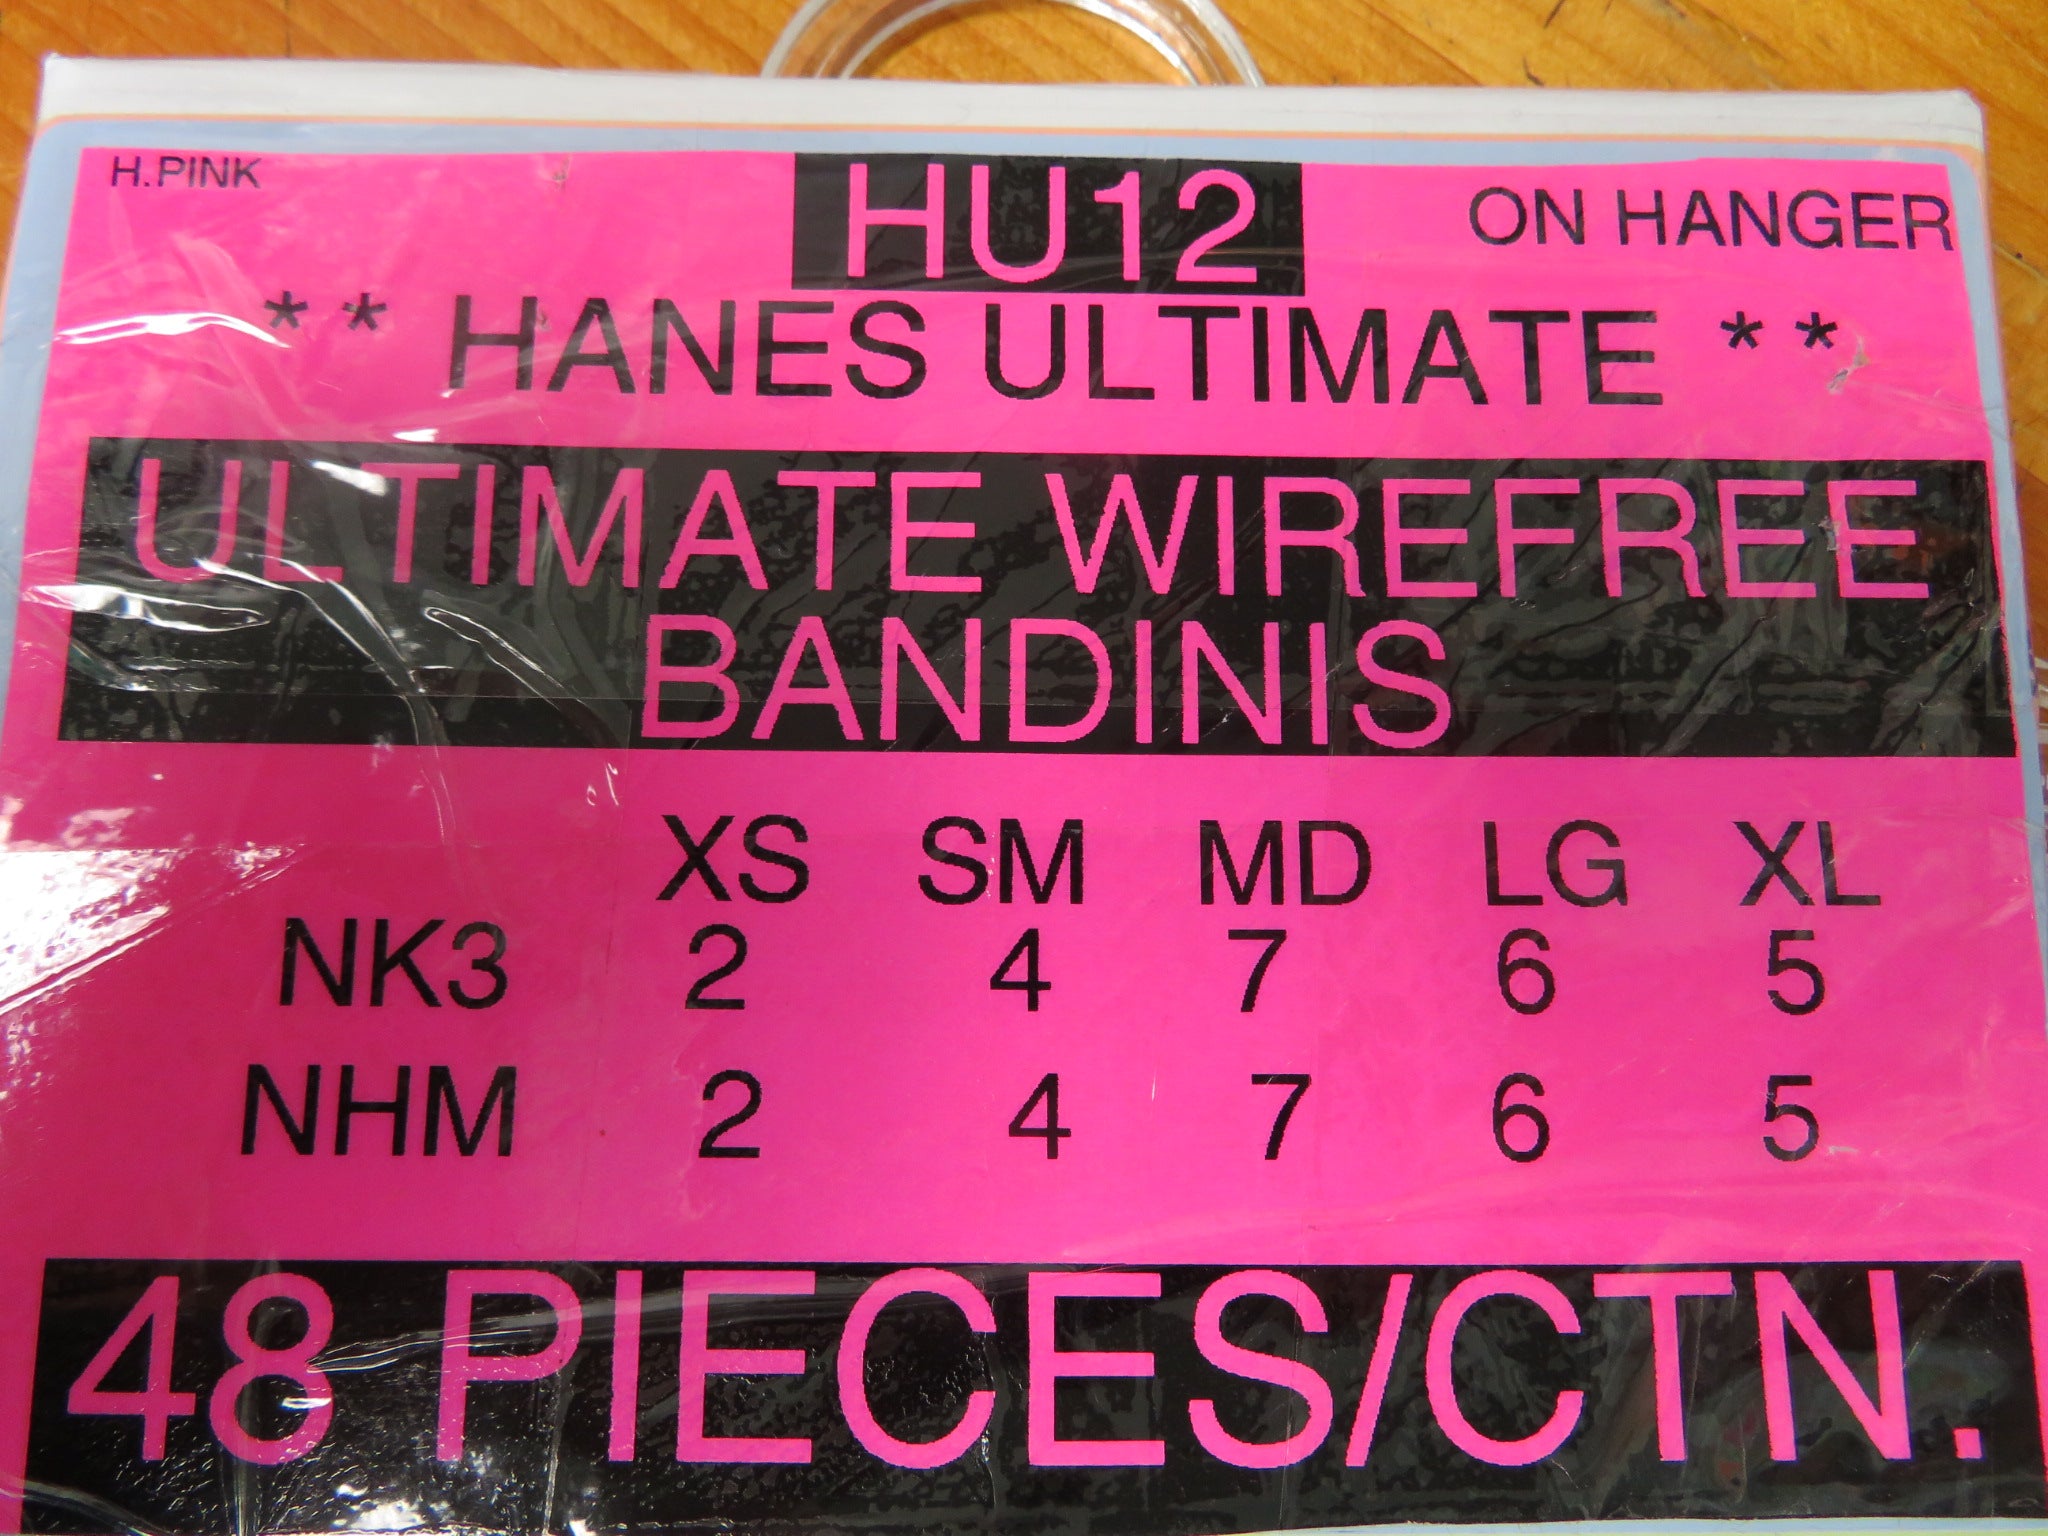 H.PINK HU12 ON HANGER
** HANES ULTIMATE **
ULTIMATE WIREFREE
BANDINIS
XS SM MD LG XL
NK3 2 4 7 6 5
NHM 2 4 7 6 5
48 PIECES/CTN.